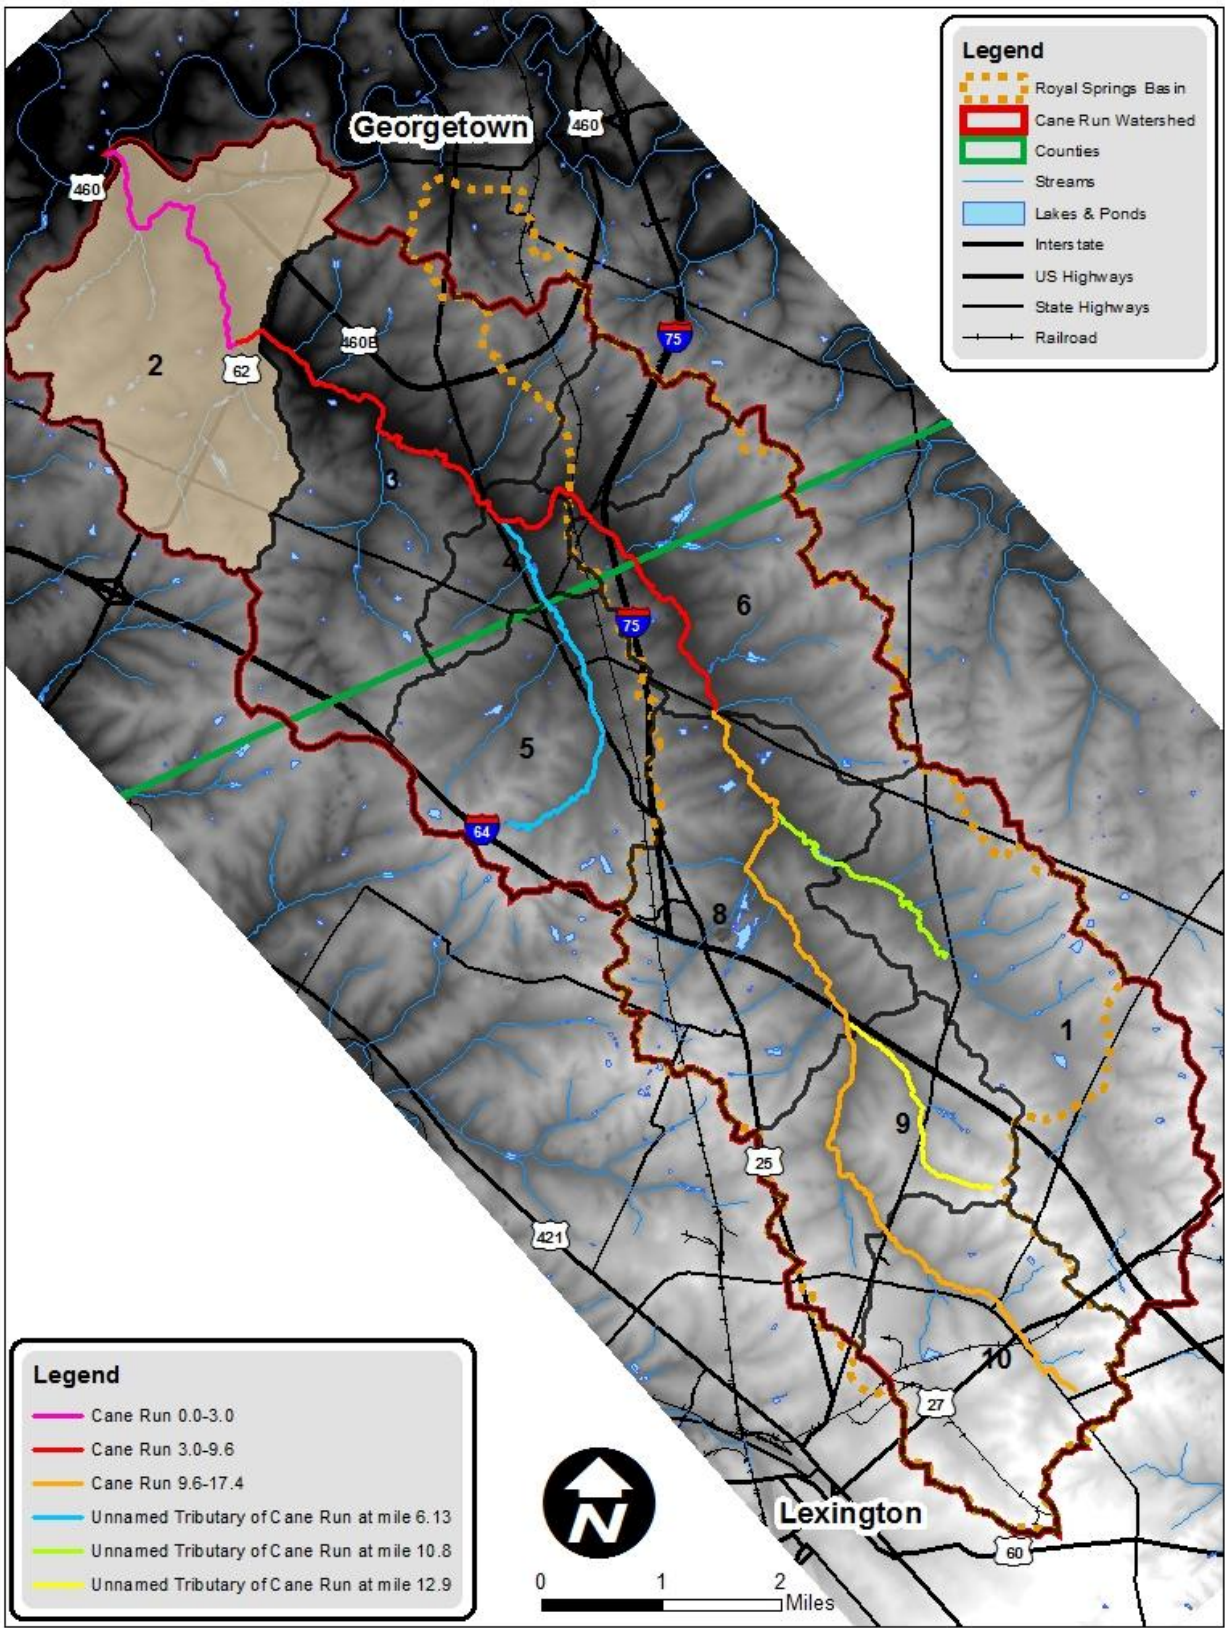 Legend
Royal Springs Basin
Cane Run Watershed
Counties
Streams
Lakes & Ponds
Interstate
US Highways
State Highways
Railroad
Georgetown
460
460
75
460B
2
62
3
4
6
75
5
64
8
1
9
25
421
10
27
Lexington
60
Legend
Cane Run 0.0-3.0
Cane Run 3.0-9.6
Cane Run 9.6-17.4
Unnamed Tributary of Cane Run at mile 6.13
Unnamed Tributary of Cane Run at mile 10.8
Unnamed Tributary of Cane Run at mile 12.9
N
0 1 2
Miles